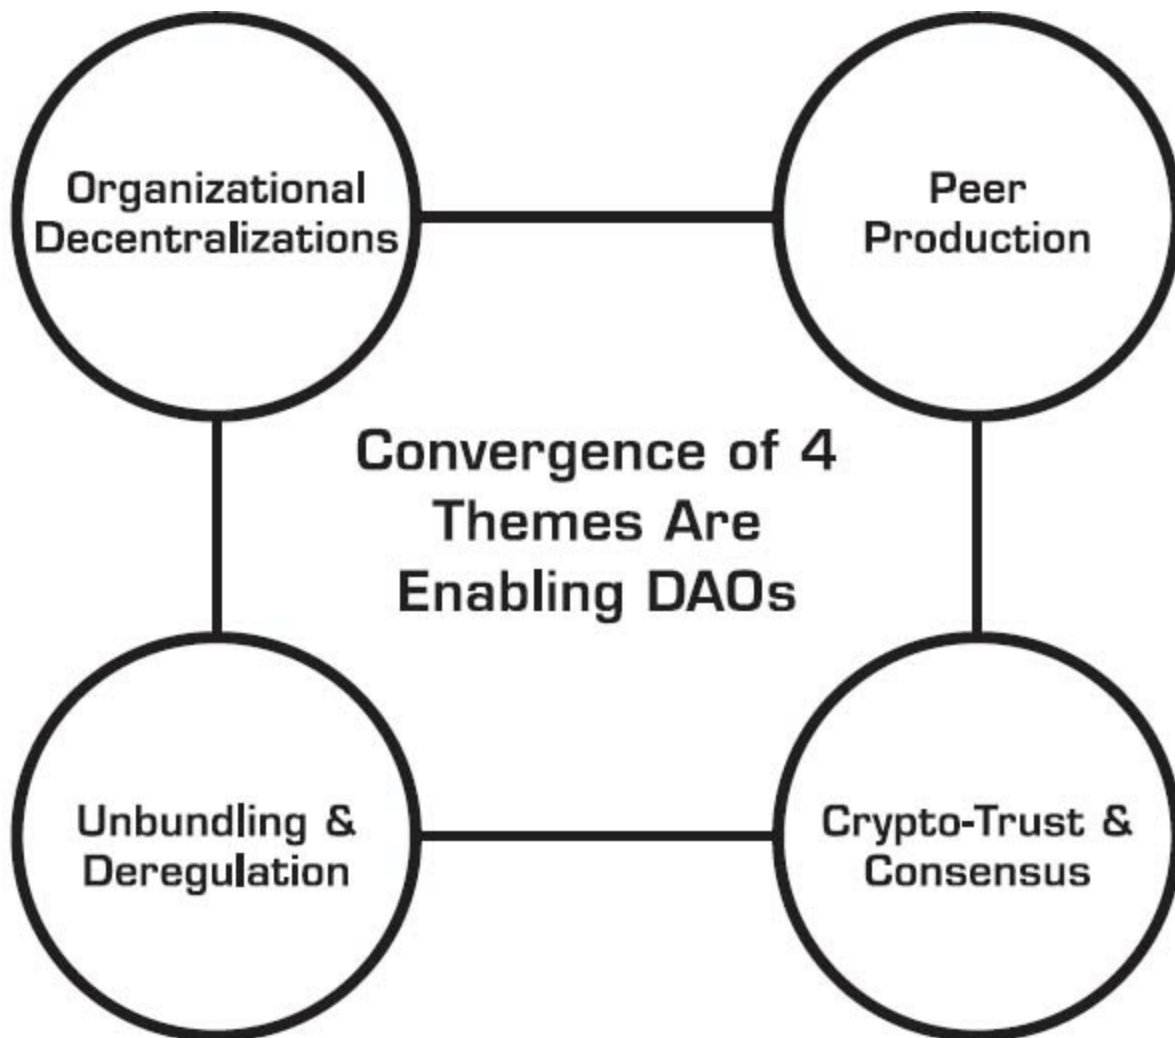 Organizational
Decentralizations
Peer
Production
Convergence of 4
Themes Are
Enabling DAOs
Unbundling &
Deregulation
Crypto-Trust &
Consensus